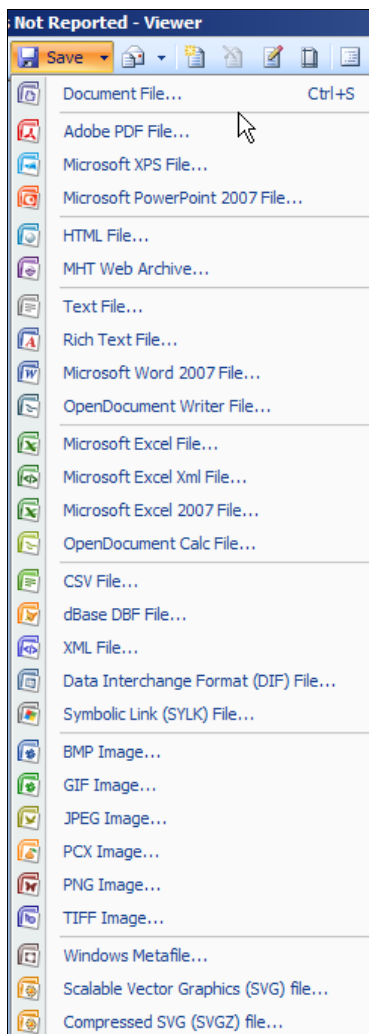 s Not Reported - Viewer
Save
Document File... Ctrl+S
Adobe PDF File...
Microsoft XPS File...
Microsoft PowerPoint 2007 File...
HTML File...
MHT Web Archive...
Text File...
Rich Text File...
Microsoft Word 2007 File...
OpenDocument Writer File...
Microsoft Excel File...
Microsoft Excel Xml File...
Microsoft Excel 2007 File...
OpenDocument Calc File...
CSV File...
dBase DBF File...
XML File...
Data Interchange Format (DIF) File...
Symbolic Link (SYLK) File...
BMP Image...
GIF Image...
JPEG Image...
PCX Image...
PNG Image...
TIFF Image...
Windows Metafile...
Scalable Vector Graphics (SVG) file...
Compressed SVG (SVGZ) file...